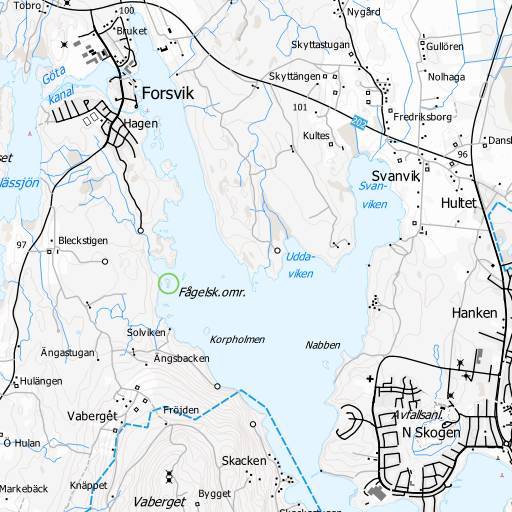 Tobro
100
Bruket
Nygård
Skyttastugan
Gullören
Göta
kanal
Forsvik
Skyttängen
Nolhaga
101
Hagen
202
Fredriksborg
Kultes
96
Svanvik
Svan-
viken
Hultet
97
Bleckstigen
Udda-
viken
Fågelsk.omr.
Hanken
Solviken
Korpholmen
Nabben
Ängastugan
Ängsbacken
Hulängen
Vaberget
Fröjden
Avfallsanl.
N Skogen
Ö Hulan
Skacken
Markebäck
Knäppet
Vaberget
Bygget